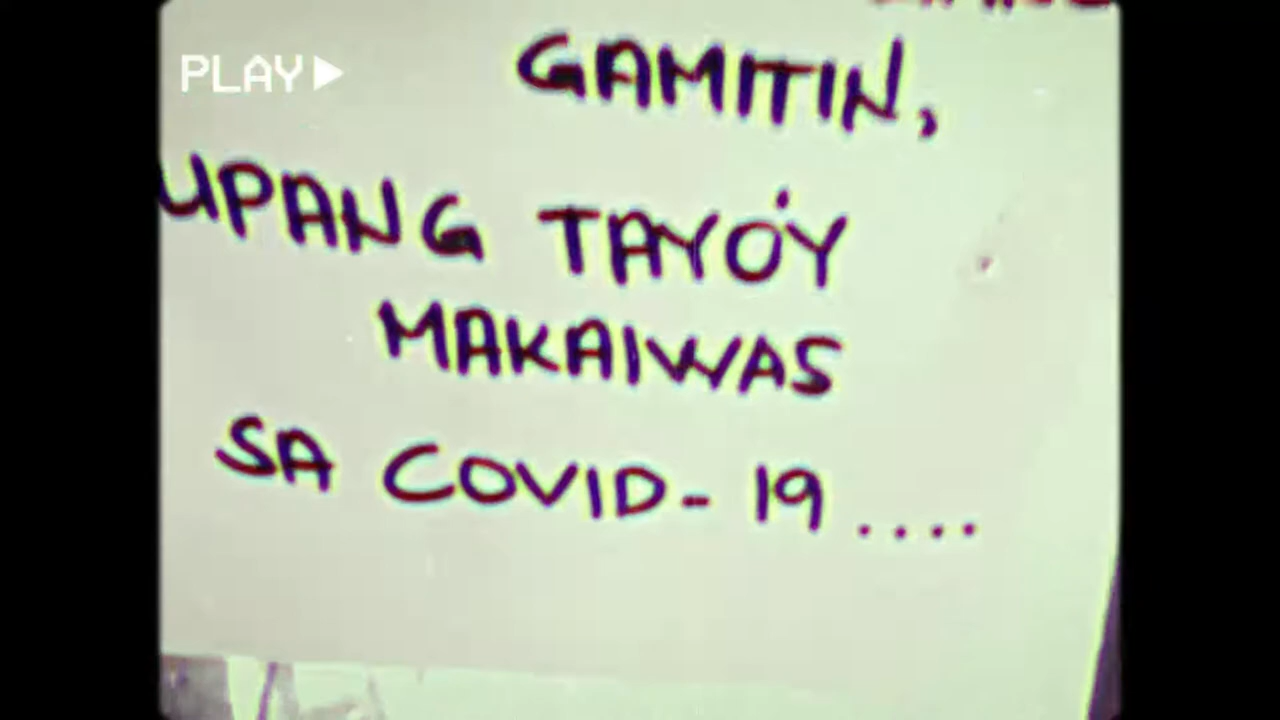 PLAY
GAMITIN,
UPANG TAYO'Y
MAKAIWAS
SA COVID-19....